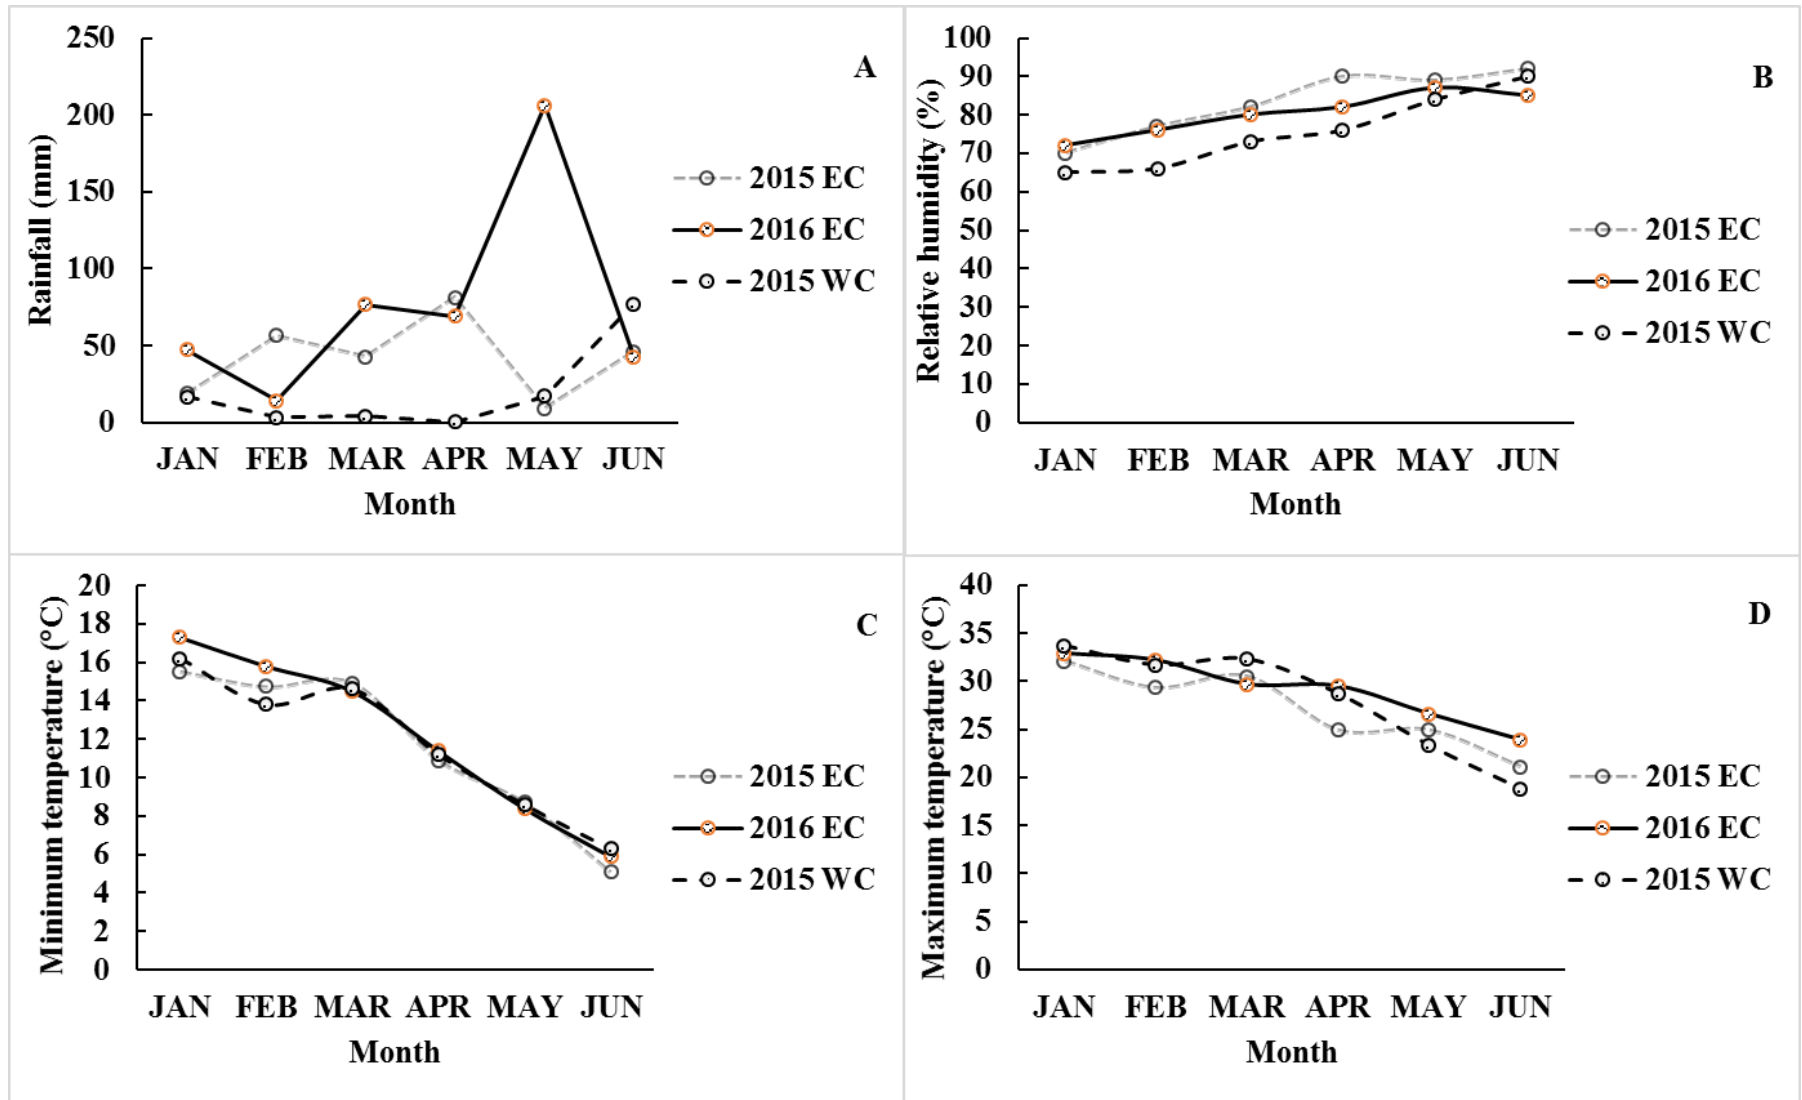 A
250
200
150
100
50
0
Rainfall (mm)
JAN FEB MAR APR MAY JUN
Month
2015 EC
2016 EC
2015 WC
B
100
90
80
70
60
50
40
30
20
10
0
Relative humidity (%)
JAN FEB MAR APR MAY JUN
Month
2015 EC
2016 EC
2015 WC
C
20
18
16
14
12
10
8
6
4
2
0
Minimum temperature (°C)
JAN FEB MAR APR MAY JUN
Month
2015 EC
2016 EC
2015 WC
D
40
35
30
25
20
15
10
5
0
Maximum temperature (°C)
JAN FEB MAR APR MAY JUN
Month
2015 EC
2016 EC
2015 WC